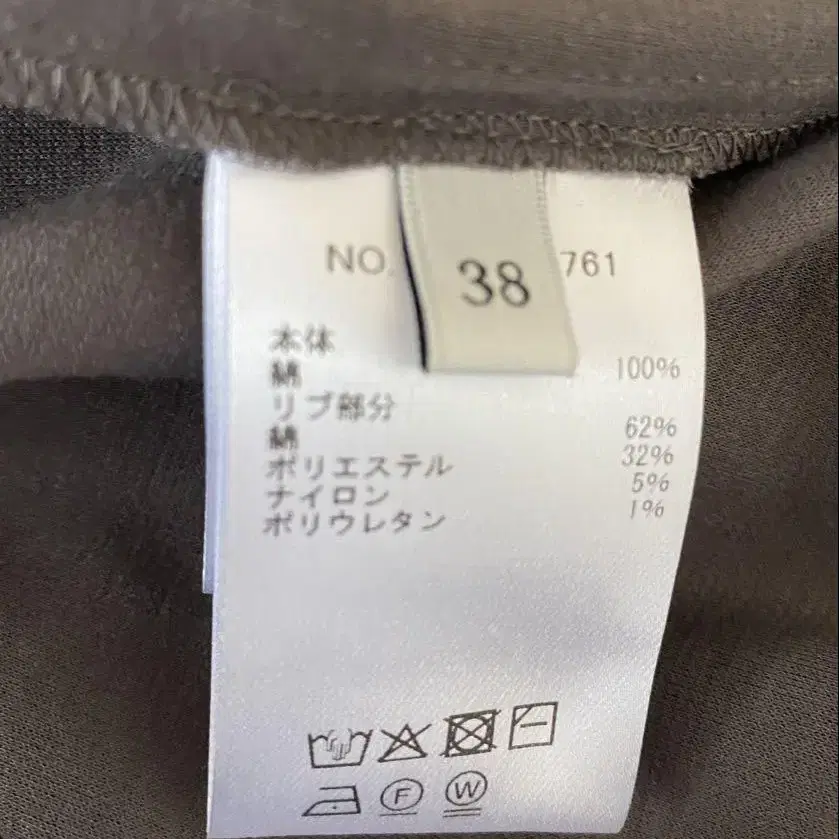 NO. 761
38
本体
綿 100%
リブ部分
綿 62%
ポリエステル 32%
ナイロン 5%
ポリウレタン 1%
F W